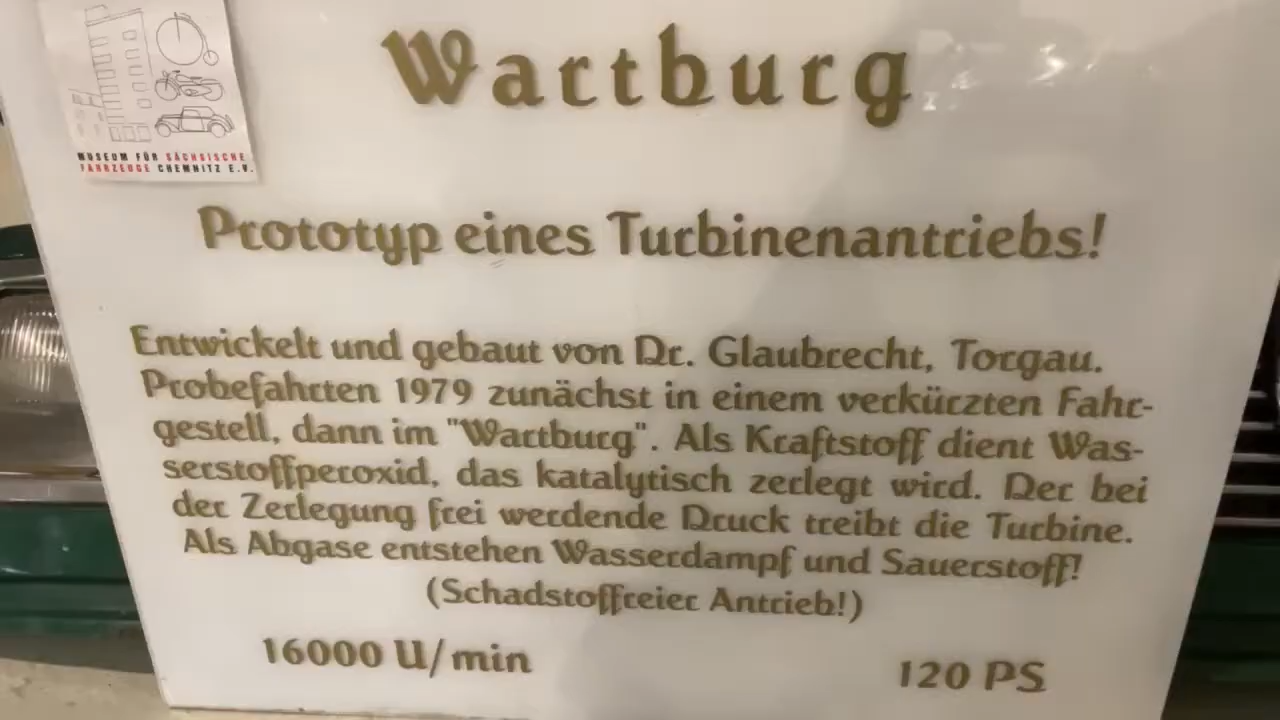 MUSEUM FÜR SÄCHSISCHE
FAHRZEUGE CHEMNITZ E.V.
Wartburg
Prototyp eines Turbinenantriebs!
Entwickelt und gebaut von Dr. Glaubrecht, Torgau.
Probefahrten 1979 zunächst in einem verkürzten Fahr-
gestell, dann im "Wartburg". Als Kraftstoff dient Was-
serstoffperoxid, das katalytisch zerlegt wird. Der bei
der Zerlegung frei werdende Druck treibt die Turbine.
Als Abgase entstehen Wasserdampf und Sauerstoff!
(Schadstoffreier Antrieb!)
16000 U/min
120 PS